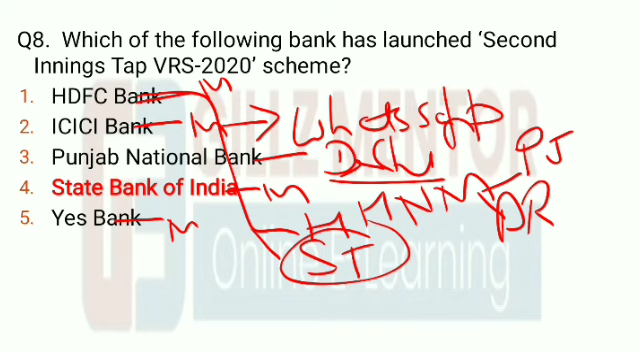 Q8. Which of the following bank has launched ‘Second
Innings Tap VRS-2020’ scheme?
1. HDFC Bank M
2. ICICI Bank M → Whatsapp
3. Punjab National Bank PJ
4. State Bank of India M
5. Yes Bank M
ST